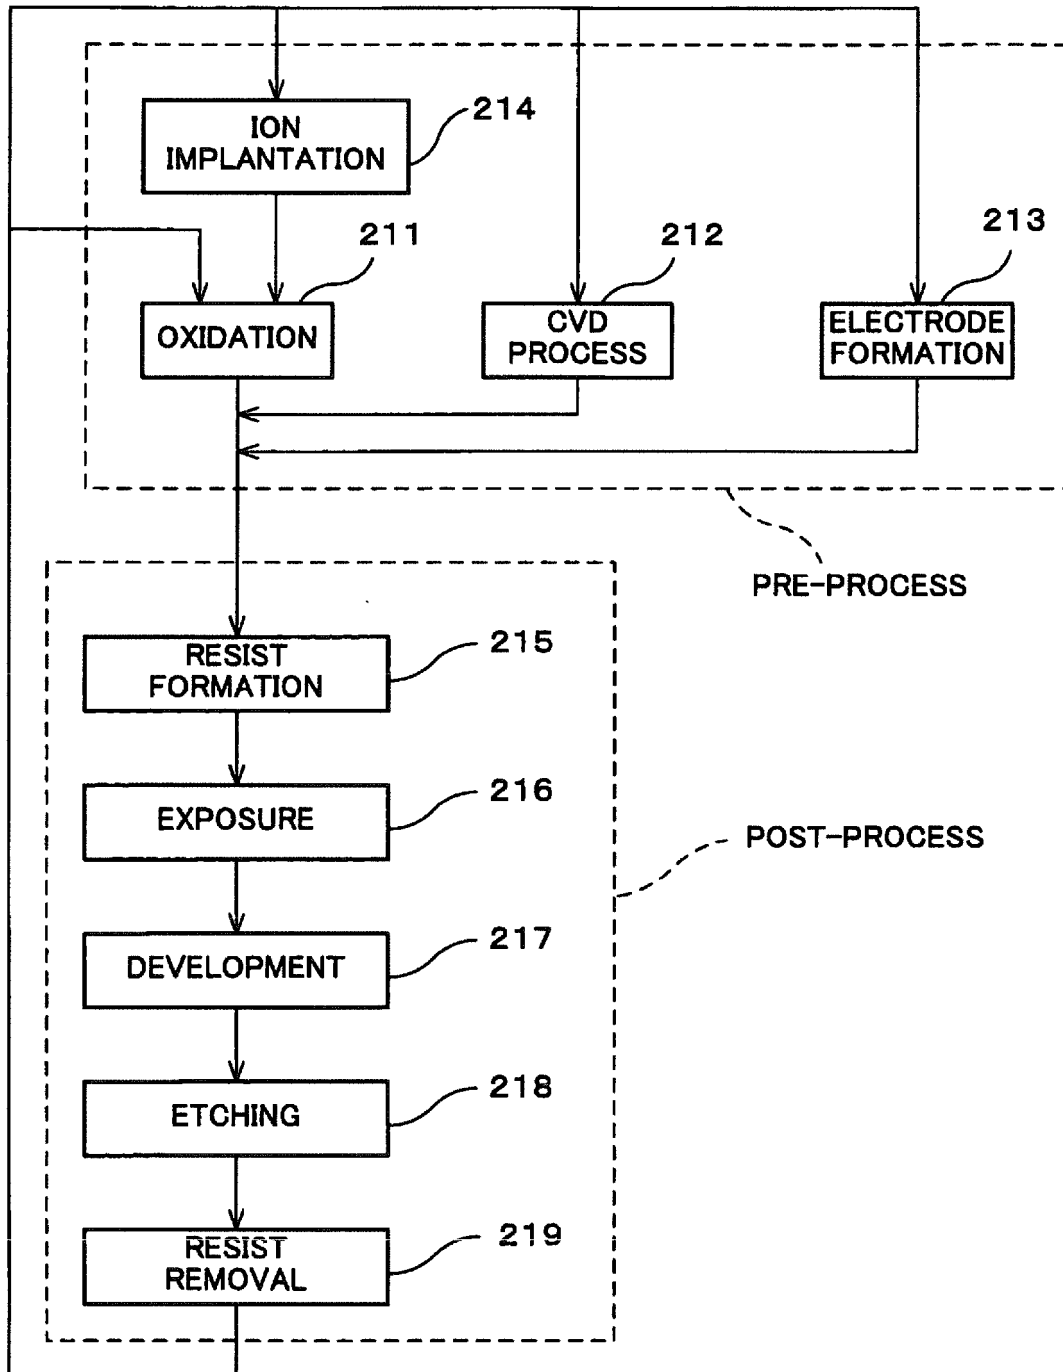 ION
IMPLANTATION
214
211
212
213
OXIDATION
CVD
PROCESS
ELECTRODE
FORMATION
PRE-PROCESS
RESIST
FORMATION
215
EXPOSURE
216
POST-PROCESS
DEVELOPMENT
217
ETCHING
218
RESIST
REMOVAL
219